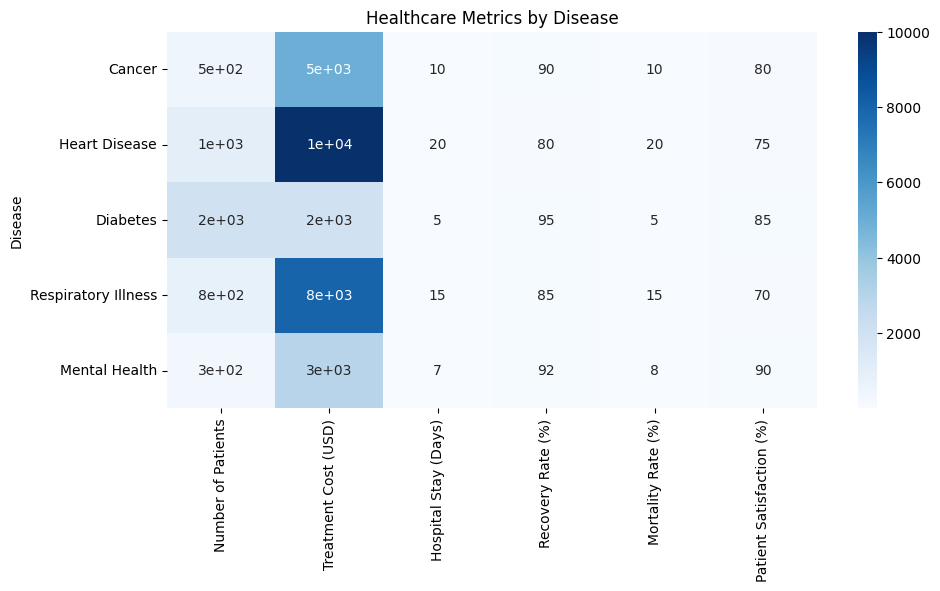 Healthcare Metrics by Disease
Disease
Cancer 5e+02 5e+03 10 90 10 80
Heart Disease 1e+03 1e+04 20 80 20 75
Diabetes 2e+03 2e+03 5 95 5 85
Respiratory Illness 8e+02 8e+03 15 85 15 70
Mental Health 3e+02 3e+03 7 92 8 90
Number of Patients
Treatment Cost (USD)
Hospital Stay (Days)
Recovery Rate (%)
Mortality Rate (%)
Patient Satisfaction (%)
10000
8000
6000
4000
2000